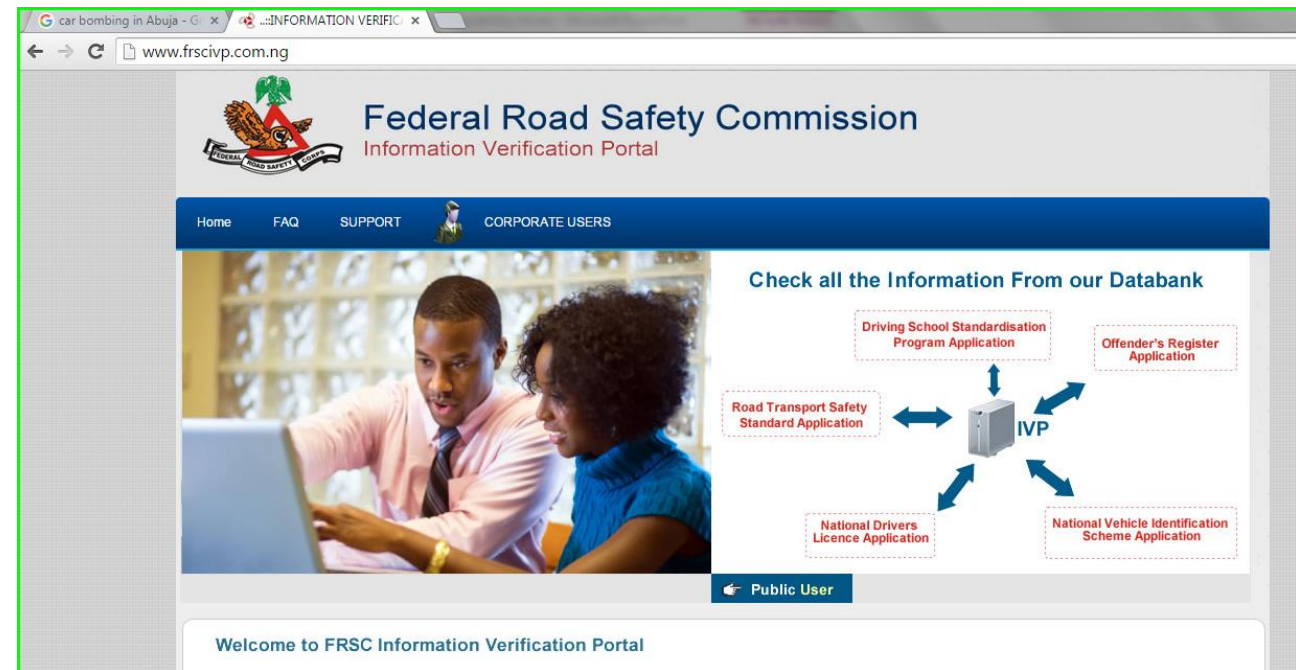 car bombing in Abuja - G
..::INFORMATION VERIFIC
www.frscivp.com.ng
FEDERAL ROAD SAFETY CORPS
Federal Road Safety Commission
Information Verification Portal
Home FAQ SUPPORT CORPORATE USERS
Check all the Information From our Databank
Driving School Standardisation
Program Application
Offender's Register
Application
Road Transport Safety
Standard Application
IVP
National Drivers
Licence Application
National Vehicle Identification
Scheme Application
Public User
Welcome to FRSC Information Verification Portal